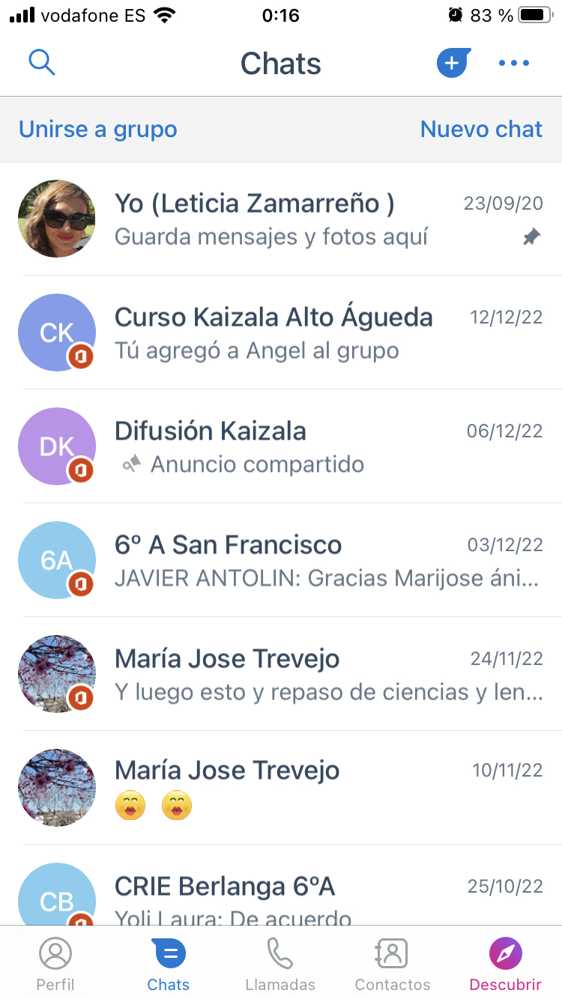 vodafone ES 0:16 83 %
Chats
Unirse a grupo Nuevo chat
Yo (Leticia Zamarreño ) 23/09/20
Guarda mensajes y fotos aquí
CK Curso Kaizala Alto Águeda 12/12/22
Tú agregó a Angel al grupo
DK Difusión Kaizala 06/12/22
Anuncio compartido
6A 6º A San Francisco 03/12/22
JAVIER ANTOLIN: Gracias Marijose áni...
María Jose Trevejo 24/11/22
Y luego esto y repaso de ciencias y len...
María Jose Trevejo 10/11/22
CB CRIE Berlanga 6ºA 25/10/22
Yoli Laura: De acuerdo
Perfil Chats Llamadas Contactos Descubrir